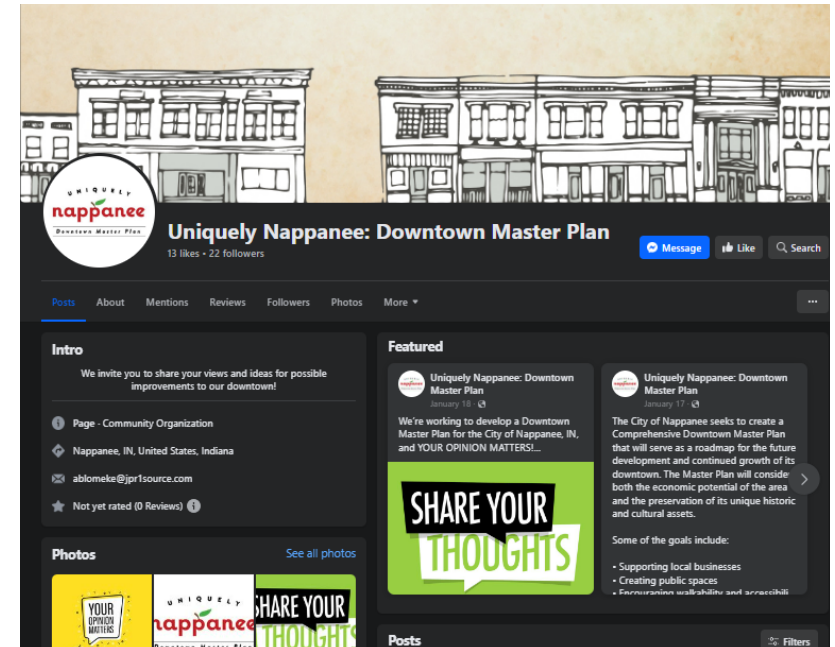 UNIQUELY
nappanee
Downtown Master Plan
Uniquely Nappanee: Downtown Master Plan
13 likes • 22 followers
Message
Like
Search
Posts
About
Mentions
Reviews
Followers
Photos
More
...
Intro
We invite you to share your views and ideas for possible
improvements to our downtown!
Page · Community Organization
Nappanee, IN, United States, Indiana
ablomeke@jpr1source.com
Not yet rated (0 Reviews)
Photos
See all photos
YOUR
OPINION
MATTERS
UNIQUELY
nappanee
Downtown Master Plan
SHARE YOUR
THOUGHTS
Featured
Uniquely Nappanee: Downtown
Master Plan
January 18 ·
We're working to develop a Downtown
Master Plan for the City of Nappanee, IN,
and YOUR OPINION MATTERS!...
SHARE YOUR
THOUGHTS
Uniquely Nappanee: Downtown
Master Plan
January 17 ·
The City of Nappanee seeks to create a
Comprehensive Downtown Master Plan
that will serve as a roadmap for the future
development and continued growth of its
downtown. The Master Plan will consider
both the economic potential of the area
and the preservation of its unique historic
and cultural assets.
Some of the goals include:
• Supporting local businesses
• Creating public spaces
• Encouraging walkability and accessibili
Posts
Filters